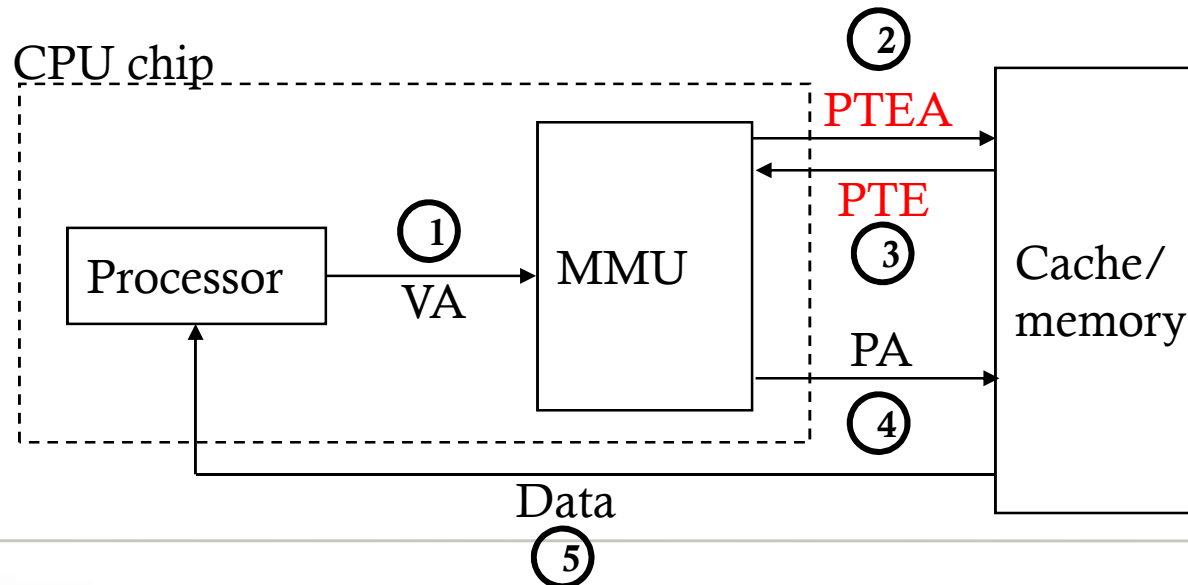 2
CPU chip
PTEA
PTE
1
3
Processor
MMU
Cache/
memory
VA
PA
4
Data
5